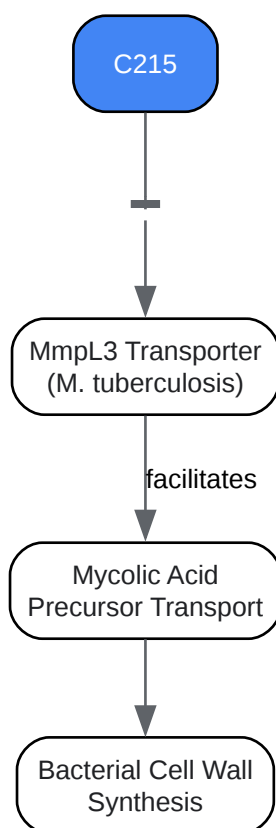 C215
MmpL3 Transporter
(M. tuberculosis)
facilitates
Mycolic Acid
Precursor Transport
Bacterial Cell Wall
Synthesis